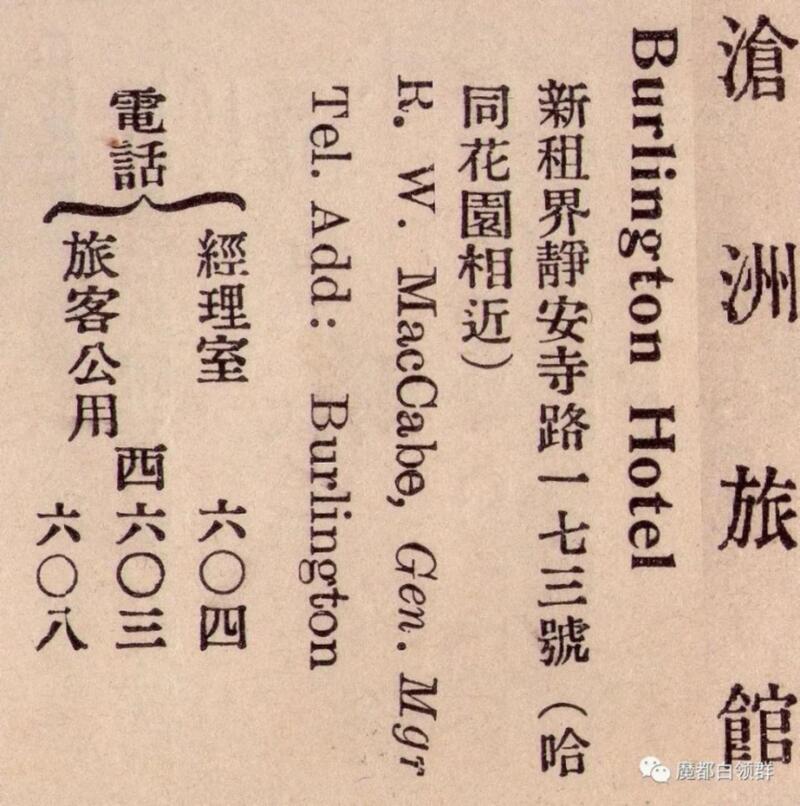 滄洲旅館
Burlington Hotel
新租界靜安寺路一七三號（哈
同花園相近）
R. W. MacCabe, Gen. Mgr
Tel. Add: Burlington
電話
經理室 六〇四
西六〇三
旅客公用
六〇八
魔都白领群